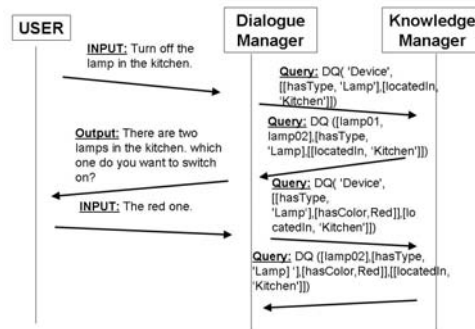 USER
Dialogue
Manager
Knowledge
Manager
INPUT: Turn off the
lamp in the kitchen.
Query: DQ( 'Device',
[[hasType, 'Lamp'],[locatedIn,
'Kitchen']])
Query: DQ ([lamp01,
lamp02],[hasType,
'Lamp],[[locatedIn, 'Kitchen']])
Output: There are two
lamps in the kitchen. which
one do you want to switch
on?
Query: DQ( 'Device',
[[hasType,
'Lamp'],[hasColor,Red]],[lo
catedIn, 'Kitchen']])
INPUT: The red one.
Query: DQ ([lamp02],[hasType,
'Lamp] '],[hasColor,Red]],[[locatedIn,
'Kitchen']])